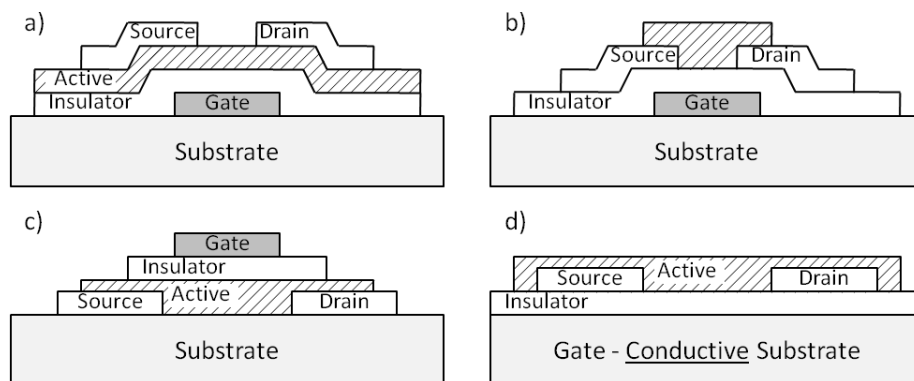 a)
Source Drain
Active
Insulator Gate
Substrate
b)
Source Drain
Insulator Gate
Substrate
c)
Gate
Insulator
Active
Source Drain
Substrate
d)
Active
Source Drain
Insulator
Gate - Conductive Substrate